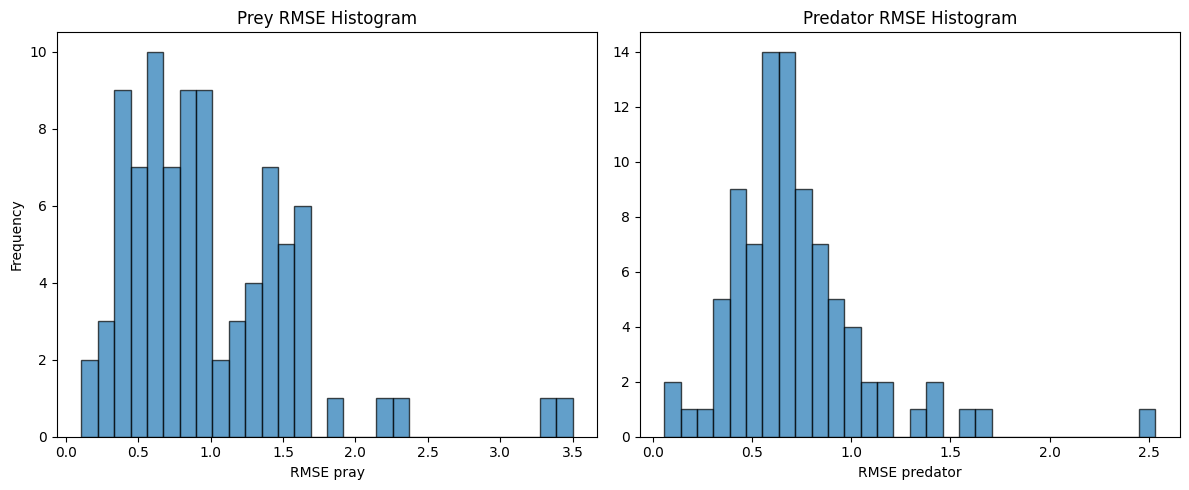 Prey RMSE Histogram
Frequency
10
8
6
4
2
0
0.0 0.5 1.0 1.5 2.0 2.5 3.0 3.5
RMSE pray
Predator RMSE Histogram
14
12
10
8
6
4
2
0
0.0 0.5 1.0 1.5 2.0 2.5
RMSE predator